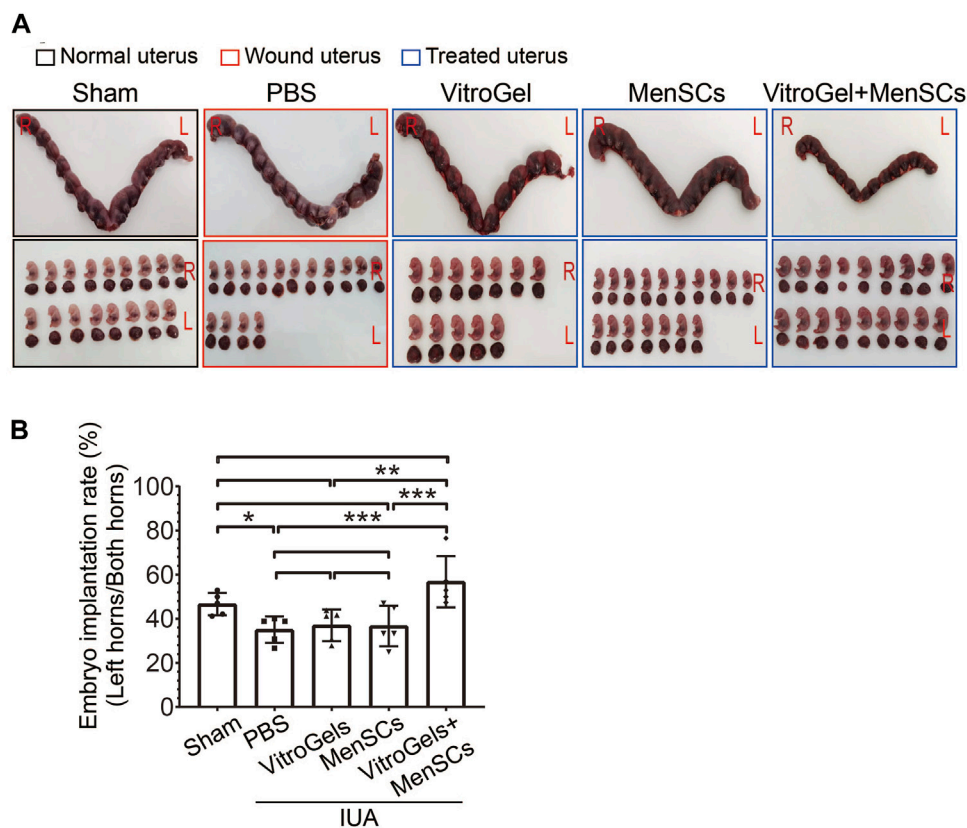 A
Normal uterus Wound uterus Treated uterus
Sham PBS VitroGel MenSCs VitroGel+MenSCs
R L R L R L R L R L
R R R R R
L L L L L
B
Embryo implantation rate (%)
(Left horns/Both horns)
100
80
60
40
20
0
**
***
* ***
Sham PBS VitroGels MenSCs VitroGels+
MenSCs
IUA